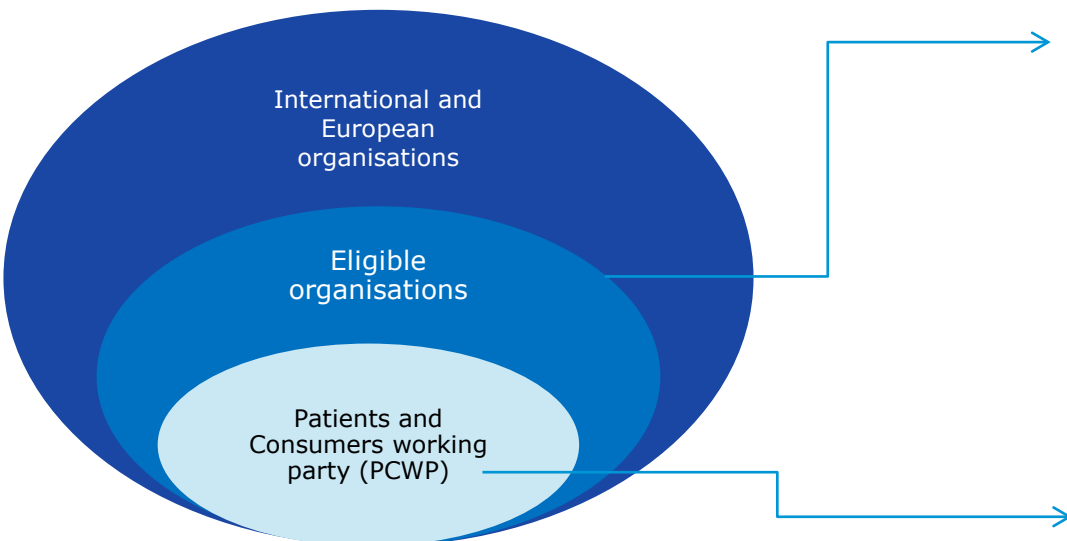 International and
European
organisations
Eligible
organisations
Patients and
Consumers working
party (PCWP)